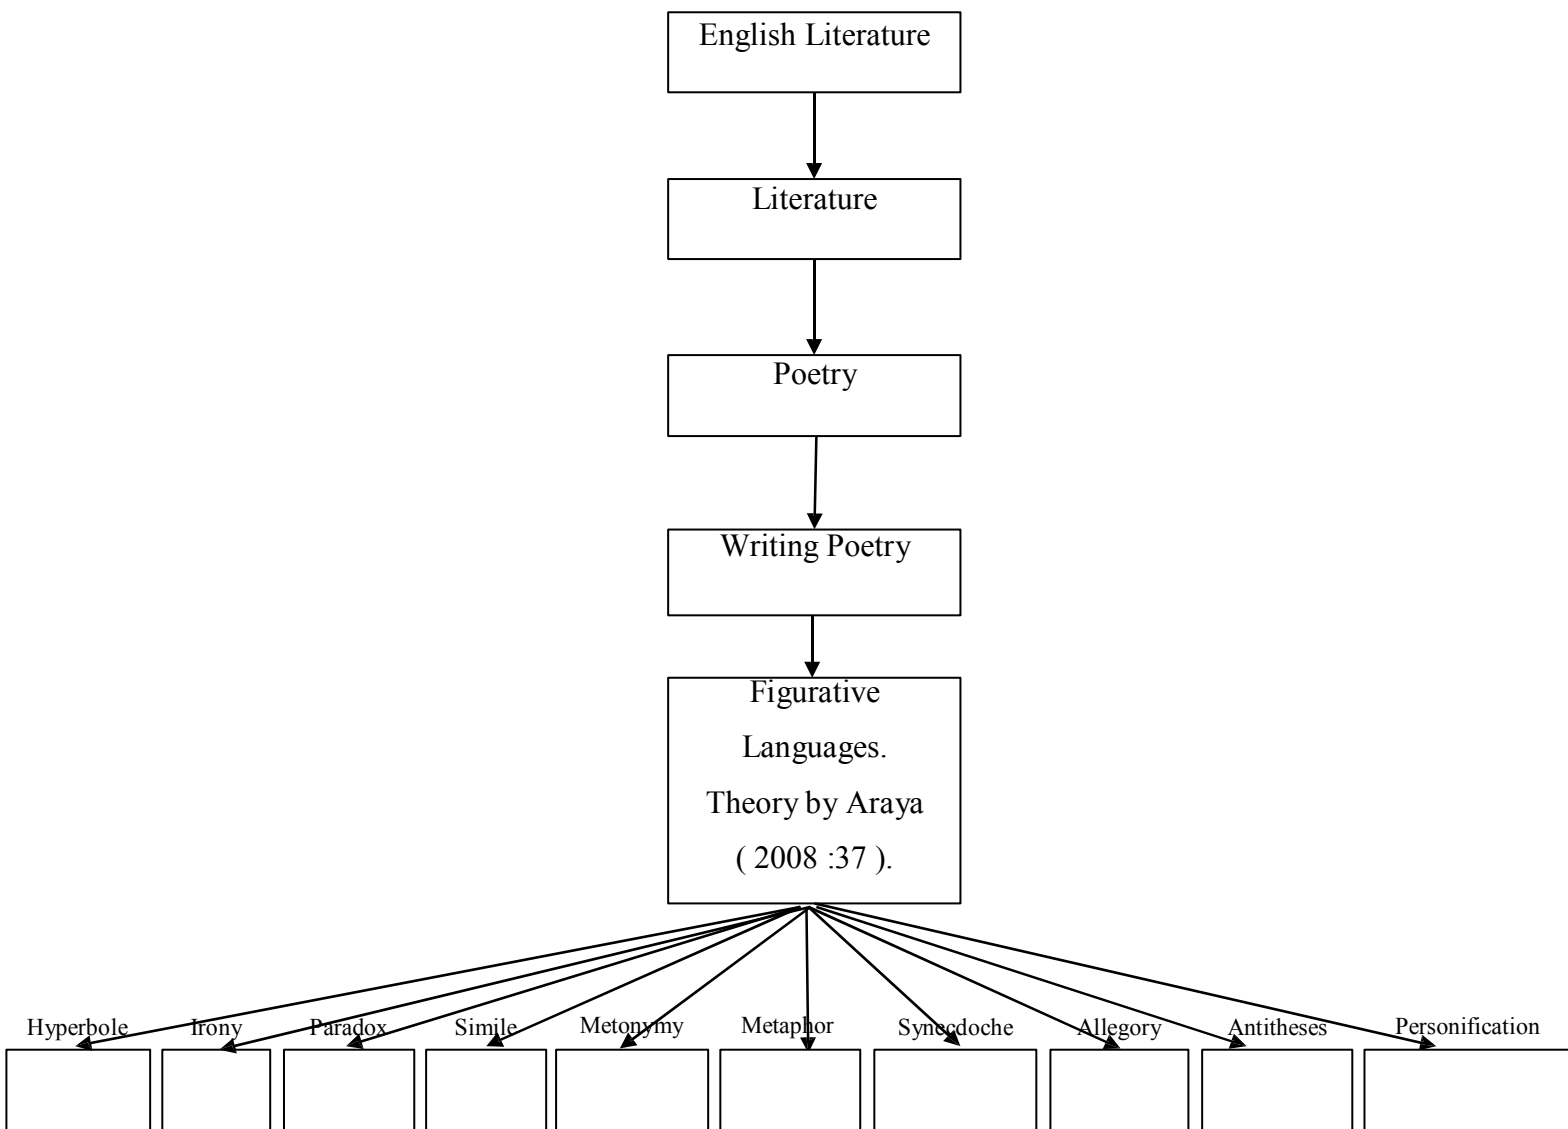 English Literature
Literature
Poetry
Writing Poetry
Figurative
Languages.
Theory by Araya
( 2008 :37 ).
Hyperbole Irony Paradox Simile Metonymy Metaphor Synecdoche Allegory Antitheses Personification